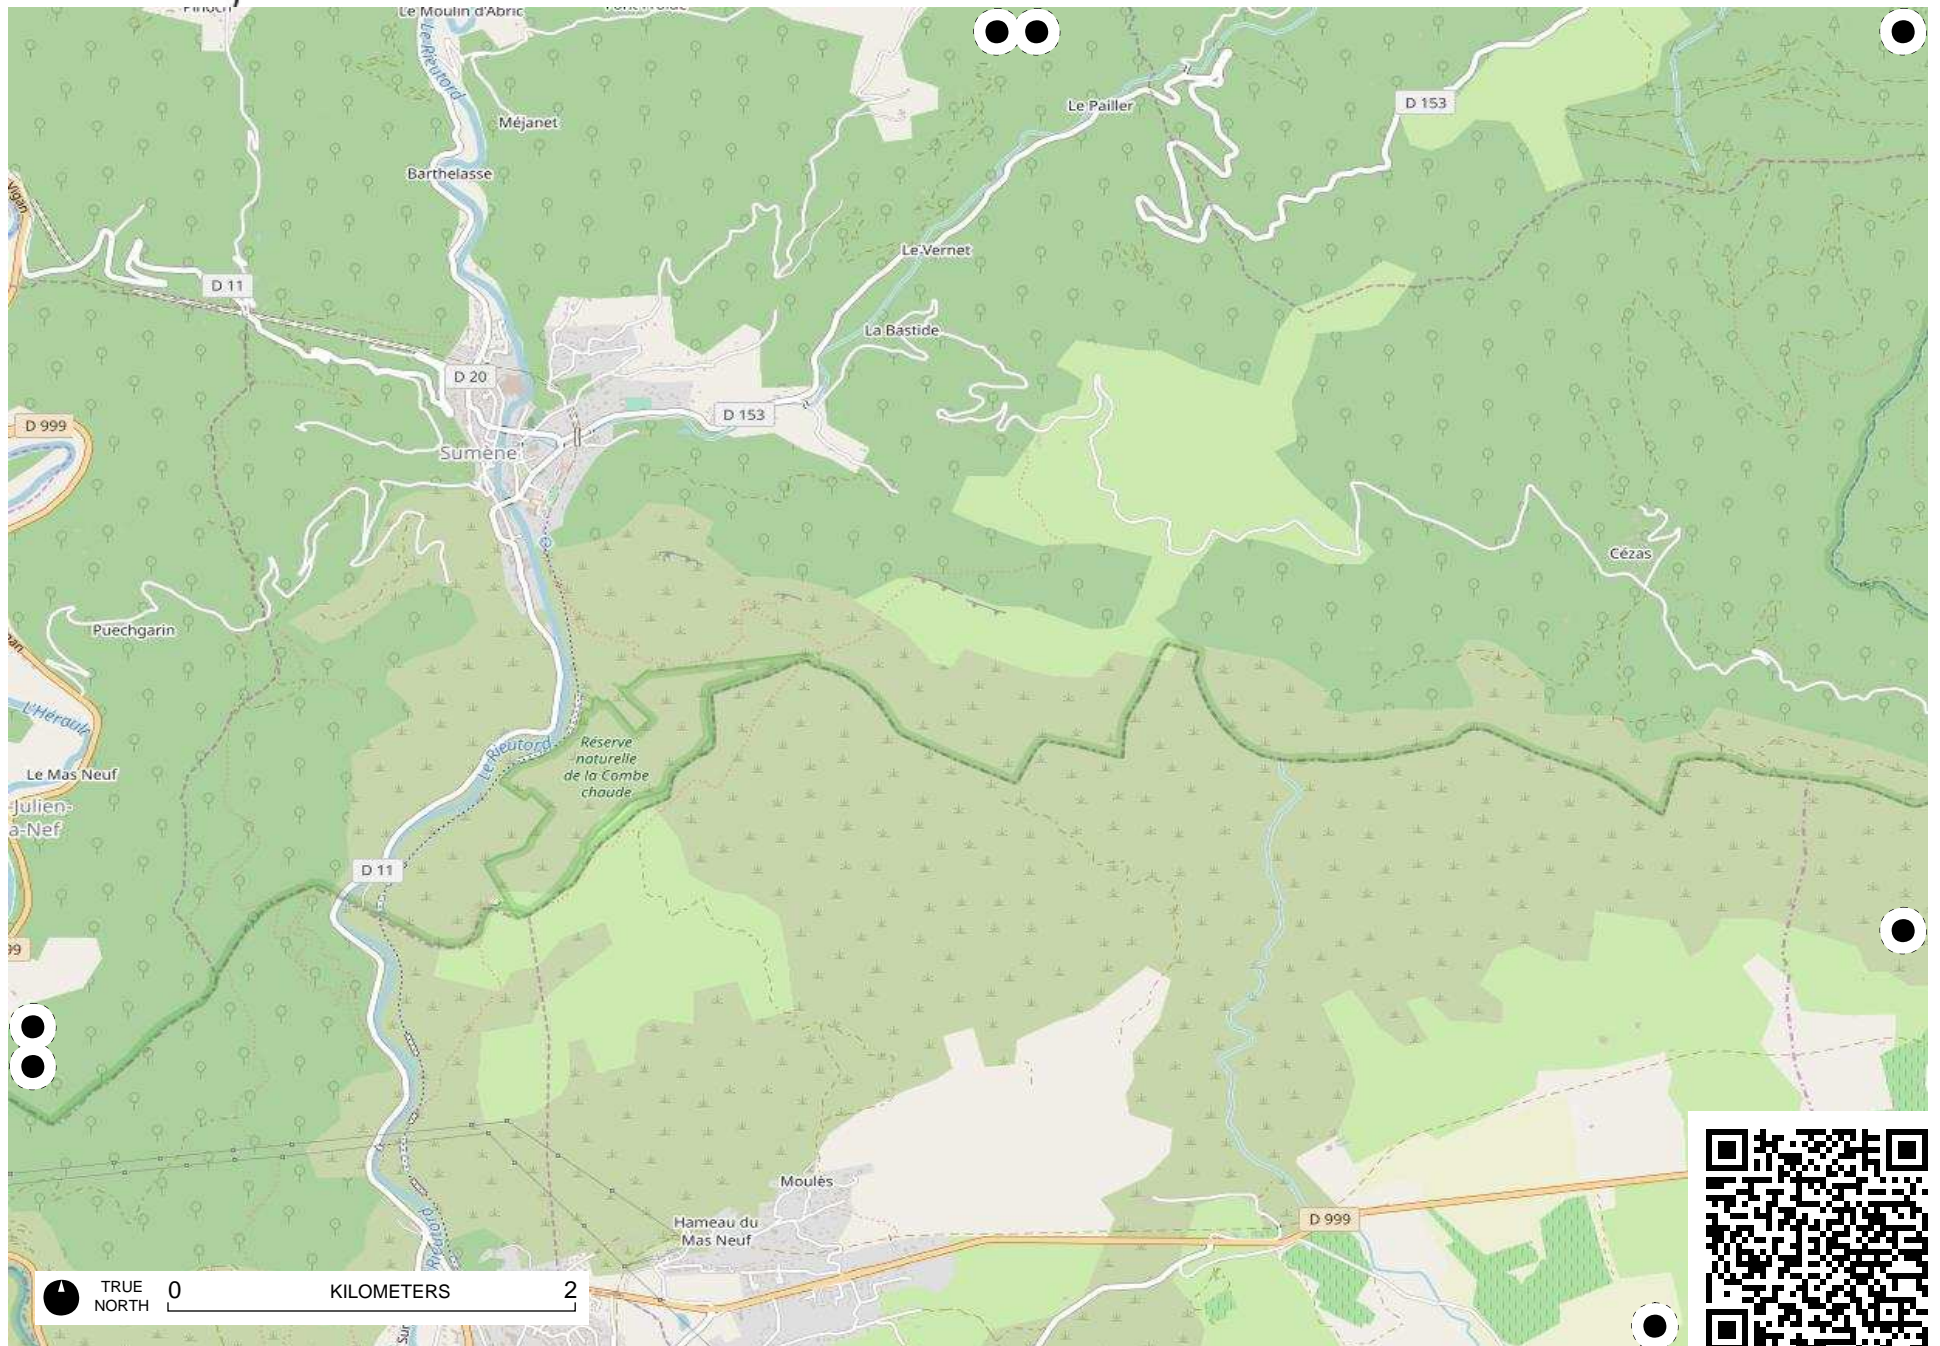 Le Moulin d'Abric
Le Rieutord
Méjanet
Le Pailler
D 153
Barthelasse
Vigan
Le Vernet
D 11
La Bastide
D 20
D 153
D 999
Sumène
Cézas
Puechgarin
L'Hérault
Le Rieutord
Réserve
naturelle
de la Combe
chaude
Le Mas Neuf
-Julien-
a-Nef
D 11
99
Moulès
Hameau du
Mas Neuf
D 999
TRUE
NORTH
0
KILOMETERS
2